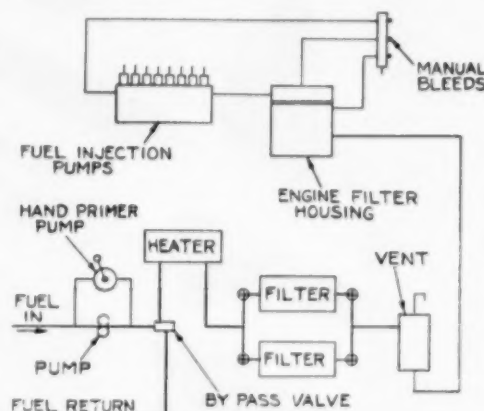 MANUAL
BLEEDS
FUEL INJECTION
PUMPS
ENGINE FILTER
HOUSING
HAND PRIMER
PUMP
HEATER
VENT
FUEL
IN
FILTER
FILTER
PUMP
BY PASS VALVE
FUEL RETURN